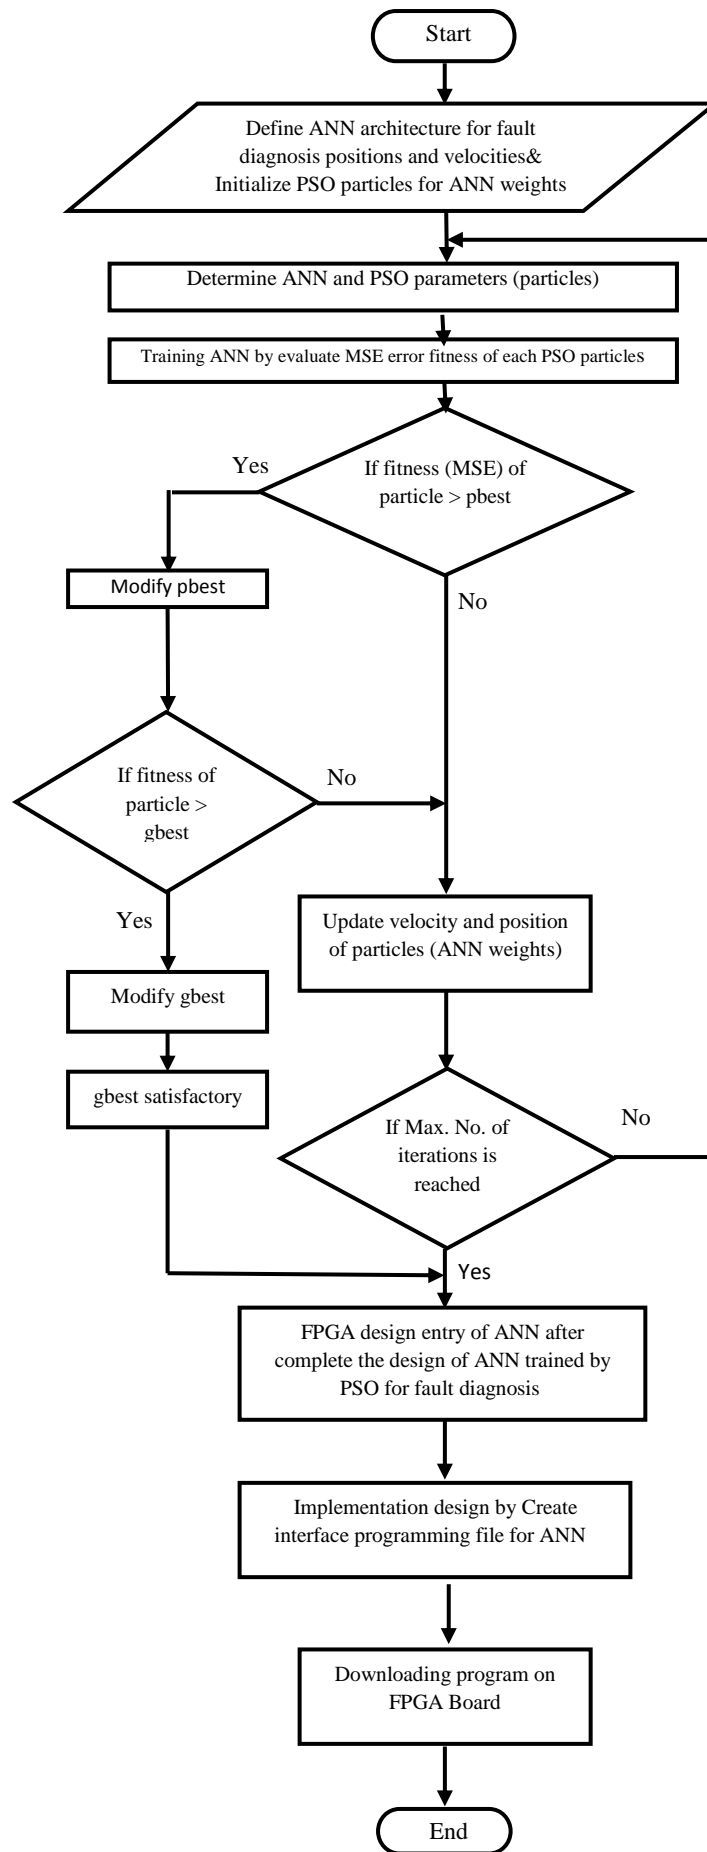 Start
Define ANN architecture for fault
diagnosis positions and velocities&
Initialize PSO particles for ANN weights
Determine ANN and PSO parameters (particles)
Training ANN by evaluate MSE error fitness of each PSO particles
If fitness (MSE) of
particle > pbest
Yes
No
Modify pbest
If fitness of
particle >
gbest
No
Yes
Update velocity and position
of particles (ANN weights)
Modify gbest
gbest satisfactory
If Max. No. of
iterations is
reached
No
Yes
FPGA design entry of ANN after
complete the design of ANN trained by
PSO for fault diagnosis
Implementation design by Create
interface programming file for ANN
Downloading program on
FPGA Board
End